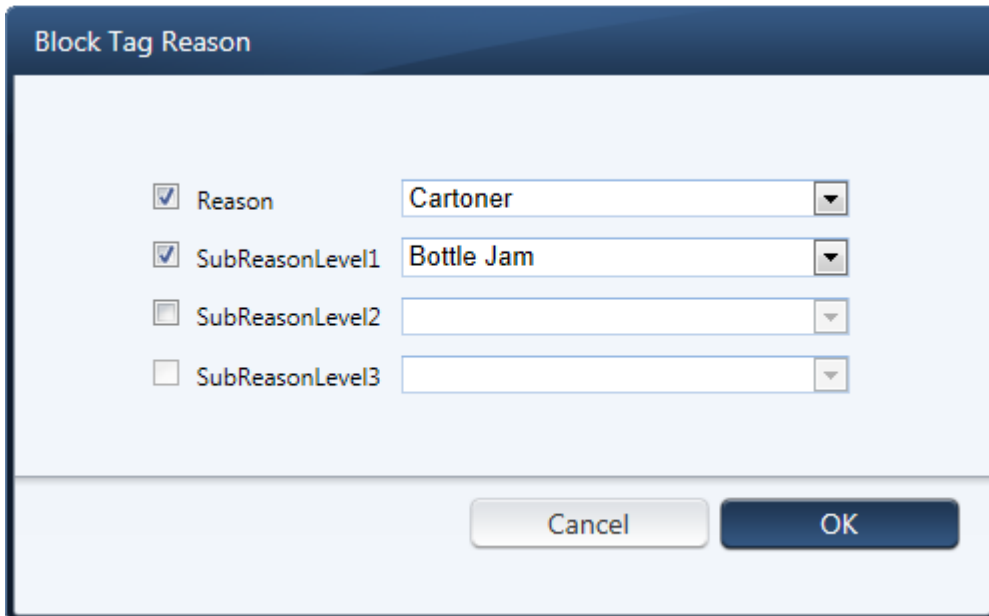 Block Tag Reason
Reason Cartoner
SubReasonLevel1 Bottle Jam
SubReasonLevel2
SubReasonLevel3
Cancel OK